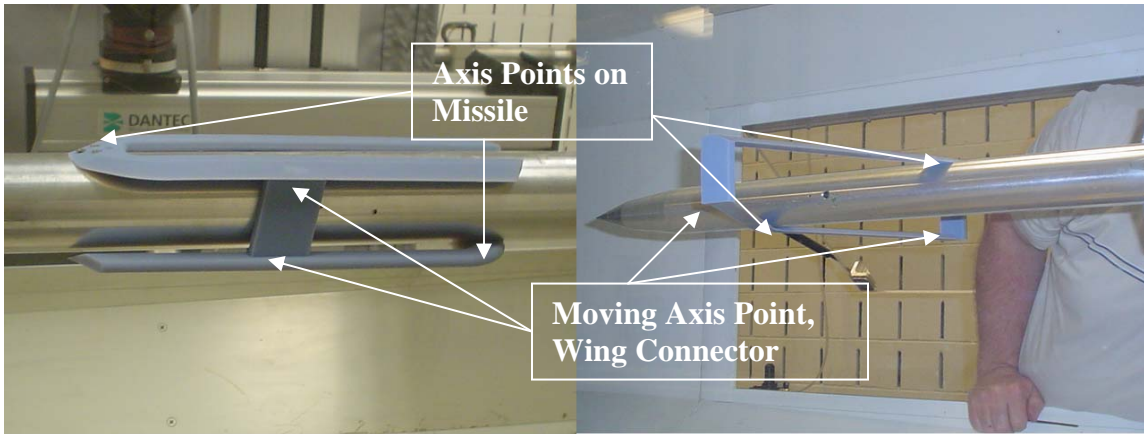 Axis Points on
Missile
DANTEC
Moving Axis Point,
Wing Connector